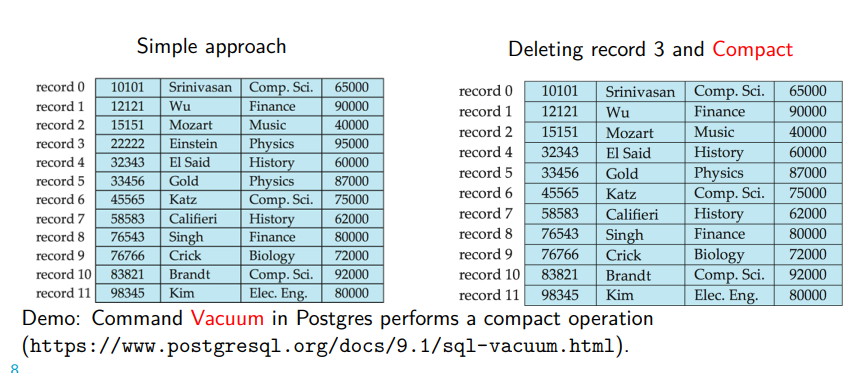 Simple approach
record 0 10101 Srinivasan Comp. Sci. 65000
record 1 12121 Wu Finance 90000
record 2 15151 Mozart Music 40000
record 3 22222 Einstein Physics 95000
record 4 32343 El Said History 60000
record 5 33456 Gold Physics 87000
record 6 45565 Katz Comp. Sci. 75000
record 7 58583 Califieri History 62000
record 8 76543 Singh Finance 80000
record 9 76766 Crick Biology 72000
record 10 83821 Brandt Comp. Sci. 92000
record 11 98345 Kim Elec. Eng. 80000
Deleting record 3 and Compact
record 0 10101 Srinivasan Comp. Sci. 65000
record 1 12121 Wu Finance 90000
record 2 15151 Mozart Music 40000
record 4 32343 El Said History 60000
record 5 33456 Gold Physics 87000
record 6 45565 Katz Comp. Sci. 75000
record 7 58583 Califieri History 62000
record 8 76543 Singh Finance 80000
record 9 76766 Crick Biology 72000
record 10 83821 Brandt Comp. Sci. 92000
record 11 98345 Kim Elec. Eng. 80000
Demo: Command Vacuum in Postgres performs a compact operation
(https://www.postgresql.org/docs/9.1/sql-vacuum.html).
8